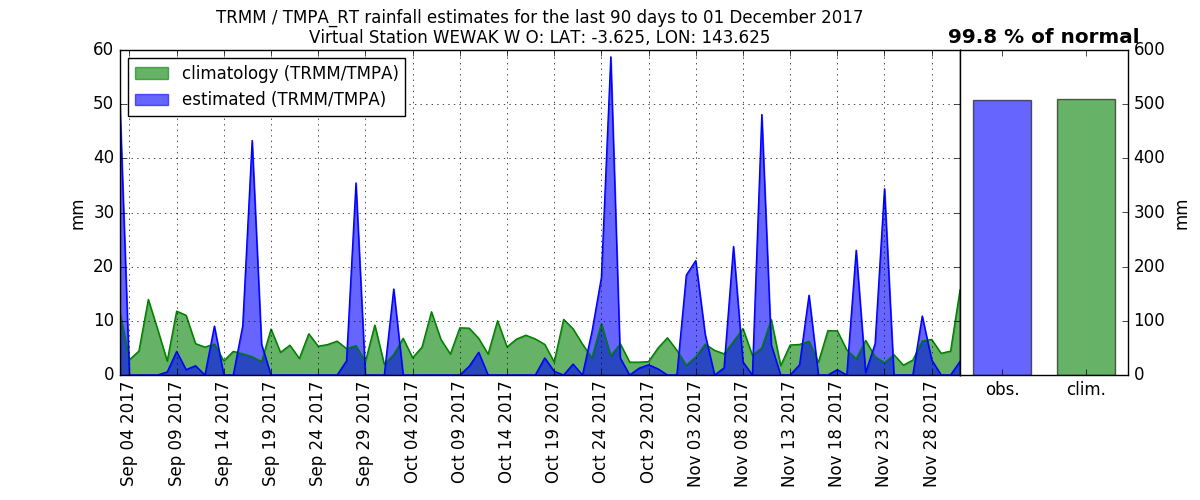 TRMM / TMPA_RT rainfall estimates for the last 90 days to 01 December 2017
Virtual Station WEWAK W O: LAT: -3.625, LON: 143.625
99.8 % of normal
climatology (TRMM/TMPA)
estimated (TRMM/TMPA)
60
50
40
30
20
10
0
mm
600
500
400
300
200
100
0
mm
Sep 04 2017
Sep 09 2017
Sep 14 2017
Sep 19 2017
Sep 24 2017
Sep 29 2017
Oct 04 2017
Oct 09 2017
Oct 14 2017
Oct 19 2017
Oct 24 2017
Oct 29 2017
Nov 03 2017
Nov 08 2017
Nov 13 2017
Nov 18 2017
Nov 23 2017
Nov 28 2017
obs.
clim.